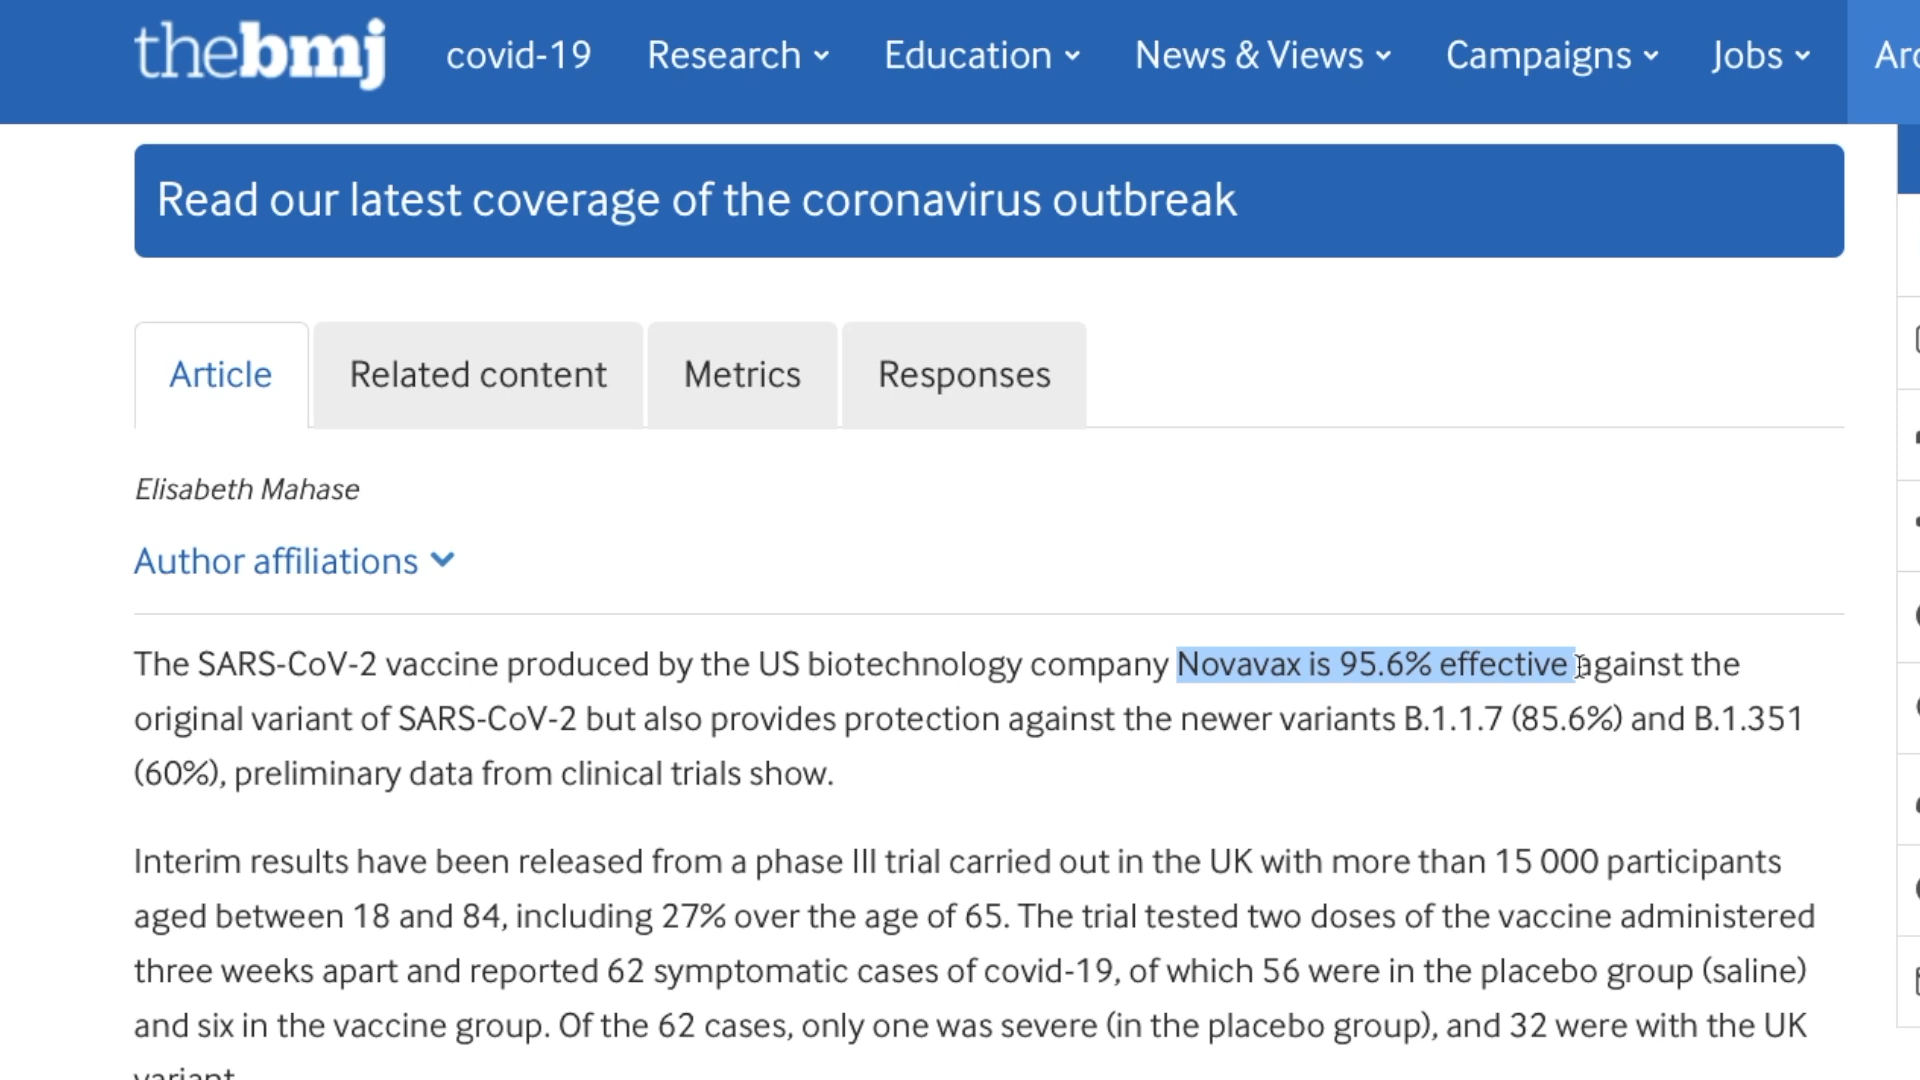 thebmj covid-19 Research Education News & Views Campaigns Jobs
Read our latest coverage of the coronavirus outbreak
Article Related content Metrics Responses
Elisabeth Mahase
Author affiliations
The SARS-CoV-2 vaccine produced by the US biotechnology company Novavax is 95.6% effective against the
original variant of SARS-CoV-2 but also provides protection against the newer variants B.1.1.7 (85.6%) and B.1.351
(60%), preliminary data from clinical trials show.
Interim results have been released from a phase III trial carried out in the UK with more than 15 000 participants
aged between 18 and 84, including 27% over the age of 65. The trial tested two doses of the vaccine administered
three weeks apart and reported 62 symptomatic cases of covid-19, of which 56 were in the placebo group (saline)
and six in the vaccine group. Of the 62 cases, only one was severe (in the placebo group), and 32 were with the UK
variant